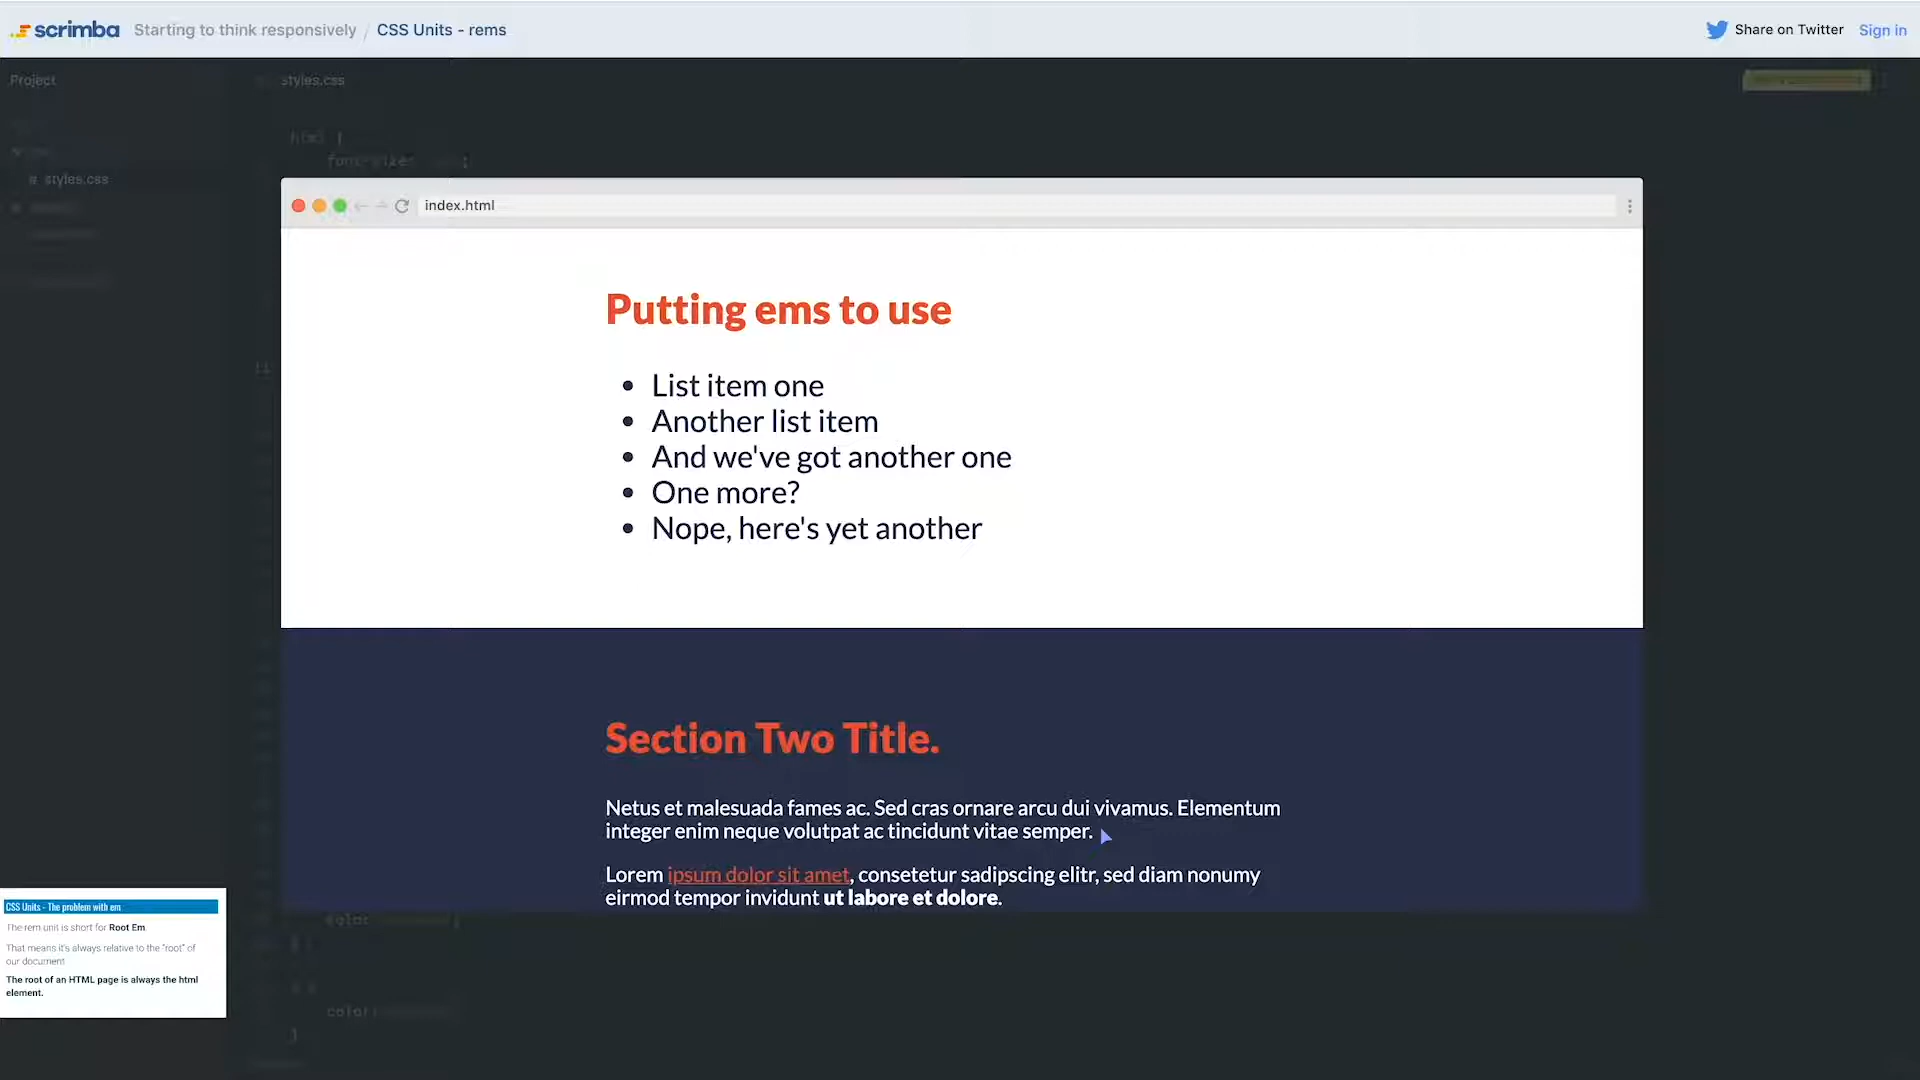 scrimba
Starting to think responsively / CSS Units - rems
Share on Twitter
Sign in
Project
styles.css
html {
font-size:
styles.css
index.html
Putting ems to use
• List item one
• Another list item
• And we've got another one
• One more?
• Nope, here's yet another
Section Two Title.
Netus et malesuada fames ac. Sed cras ornare arcu dui vivamus. Elementum
integer enim neque volutpat ac tincidunt vitae semper.
Lorem ipsum dolor sit amet, consetetur sadipscing elitr, sed diam nonumy
eirmod tempor invidunt ut labore et dolore.
CSS Units - The problem with em
The rem unit is short for Root Em.
That means it's always relative to the "root" of
our document
The root of an HTML page is always the html
element.
color:
color:
}